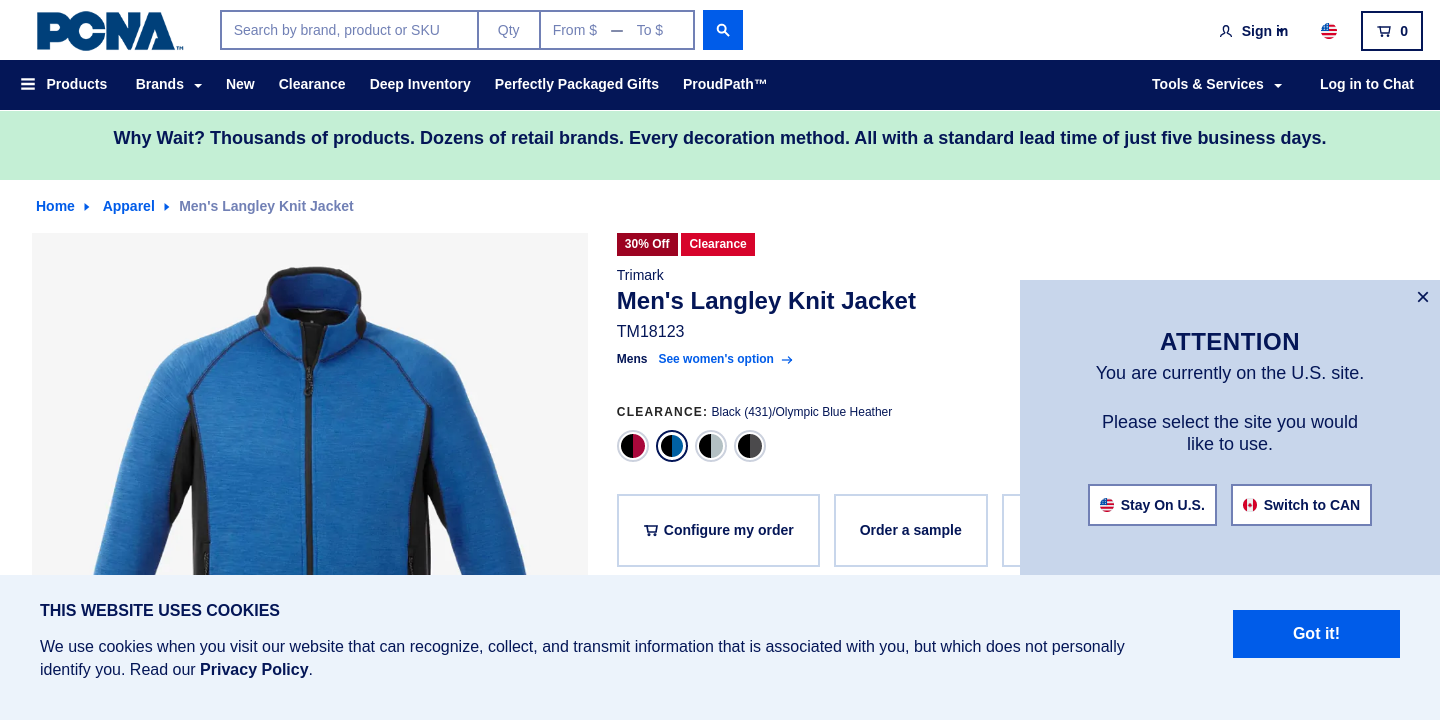 PCNA™
Search by brand, product or SKU
Qty
From $ — To $
Sign in
0
Products
Brands
New
Clearance
Deep Inventory
Perfectly Packaged Gifts
ProudPath™
Tools & Services
Log in to Chat
Why Wait? Thousands of products. Dozens of retail brands. Every decoration method. All with a standard lead time of just five business days.
Home
Apparel
Men's Langley Knit Jacket
30% Off
Clearance
Trimark
Men's Langley Knit Jacket
TM18123
Mens
See women's option
CLEARANCE: Black (431)/Olympic Blue Heather
Configure my order
Order a sample
×
ATTENTION
You are currently on the U.S. site.
Please select the site you would
like to use.
Stay On U.S.
Switch to CAN
THIS WEBSITE USES COOKIES
We use cookies when you visit our website that can recognize, collect, and transmit information that is associated with you, but which does not personally
identify you. Read our Privacy Policy.
Got it!